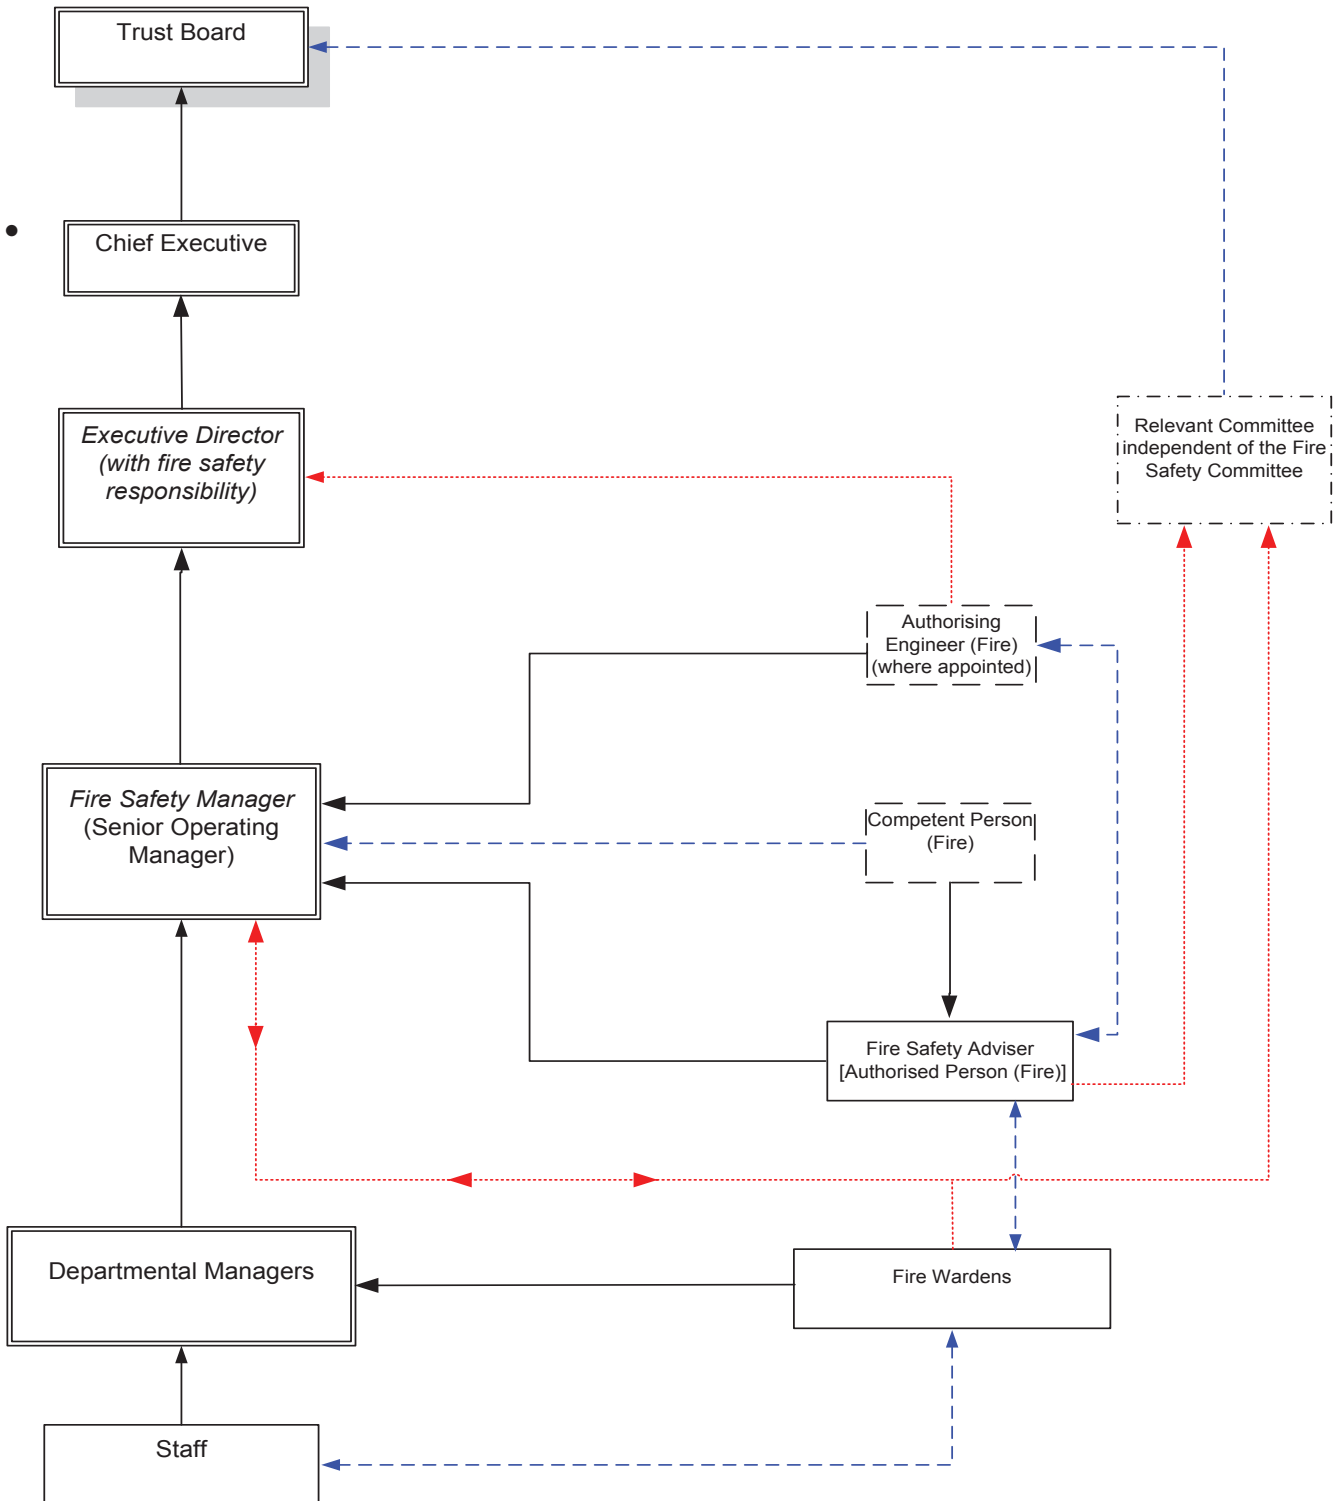 Trust Board
•
Chief Executive
Executive Director
(with fire safety
responsibility)
Relevant Committee
independent of the Fire
Safety Committee
Authorising
Engineer (Fire)
(where appointed)
Fire Safety Manager
(Senior Operating
Manager)
Competent Person
(Fire)
Fire Safety Adviser
[Authorised Person (Fire)]
Departmental Managers
Fire Wardens
Staff